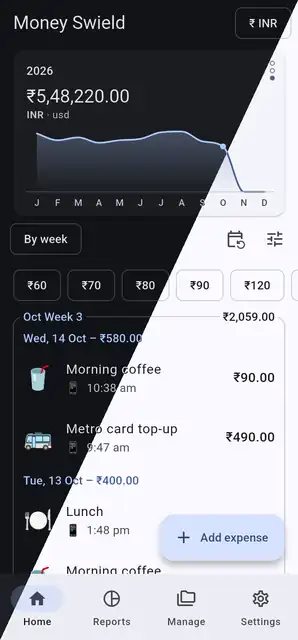 Money Swield
₹ INR
2026
₹5,48,220.00
INR · usd
J F M A M J J A S O N D
By week
₹60 ₹70 ₹80 ₹90 ₹120
Oct Week 3 ₹2,059.00
Wed, 14 Oct – ₹580.00
Morning coffee
10:38 am
₹90.00
Metro card top-up
9:47 am
₹490.00
Tue, 13 Oct – ₹400.00
Lunch
1:48 pm
Add expense
Morning coffee
Home Reports Manage Settings